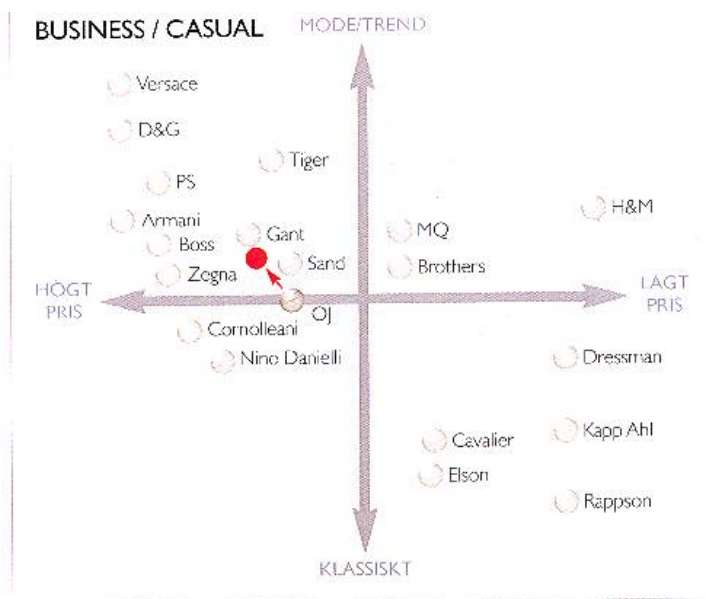 BUSINESS / CASUAL
MODE/TREND
Versace
D&G
Tiger
PS
H&M
Armani
Gant
MQ
Boss
Sand
Brothers
Zegna
HÖGT
PRIS
LÅGT
PRIS
OJ
Cornolleani
Nino Danielli
Dressman
Kapp Ahl
Cavalier
Elson
Rappson
KLASSISKT